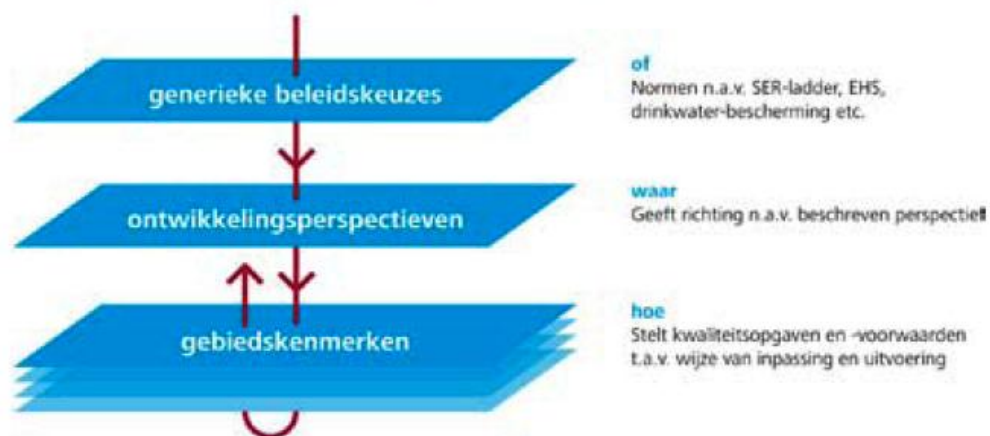 generieke beleidskeuzes
of
Normen n.a.v. SER-ladder, EHS,
drinkwater-bescherming etc.
ontwikkelingsperspectieven
waar
Geeft richting n.a.v. beschreven perspectief
gebiedskenmerken
hoe
Stelt kwaliteitsopgaven en -voorwaarden
t.a.v. wijze van inpassing en uitvoering